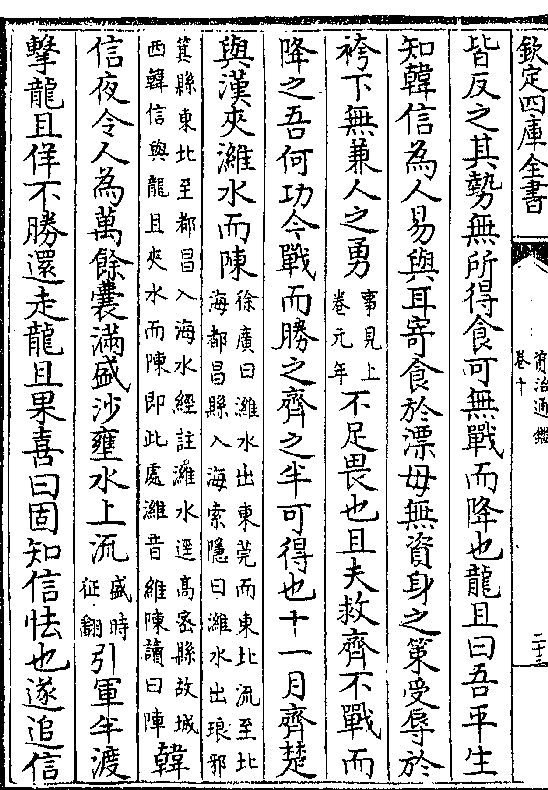 欽定四庫全書
資治通鑑
卷十
二十三
皆反之其勢無所得食可無戰而降也龍且曰吾平生
知韓信為人易與耳寄食於漂母無資身之策受辱於
袴下無兼人之勇
事見上
卷元年
不足畏也且夫救齊不戰而
降之吾何功今戰而勝之齊之半可得也十一月齊楚
與漢夾濰水而陳
徐廣曰濰水出東莞而東北流至北
海都昌縣入海索隱曰濰水出琅邪
箕縣東北至都昌入海水經註濰水逕髙密縣故城
西韓信與龍且夾水而陳即此處濰音維陳讀曰陣
韓
信夜令人為萬餘囊滿盛沙壅水上流
盛時
征翻
引軍半渡
擊龍且佯不勝還走龍且果喜曰固知信怯也遂追信